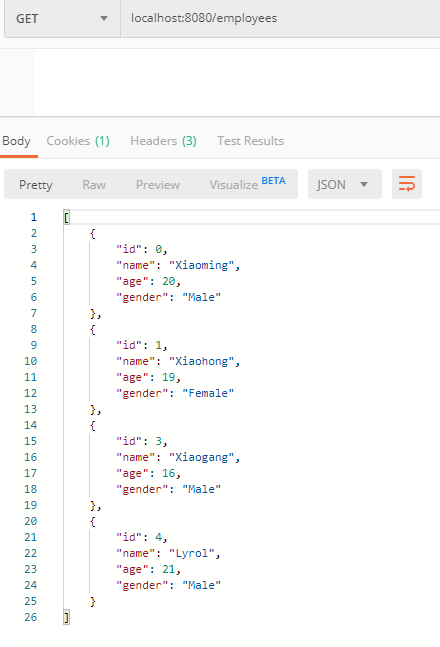 GET localhost:8080/employees
Body Cookies (1) Headers (3) Test Results
Pretty Raw Preview Visualize BETA JSON
1 [
2 {
3 "id": 0,
4 "name": "Xiaoming",
5 "age": 20,
6 "gender": "Male"
7 },
8 {
9 "id": 1,
10 "name": "Xiaohong",
11 "age": 19,
12 "gender": "Female"
13 },
14 {
15 "id": 3,
16 "name": "Xiaogang",
17 "age": 16,
18 "gender": "Male"
19 },
20 {
21 "id": 4,
22 "name": "Lyrol",
23 "age": 21,
24 "gender": "Male"
25 }
26 ]